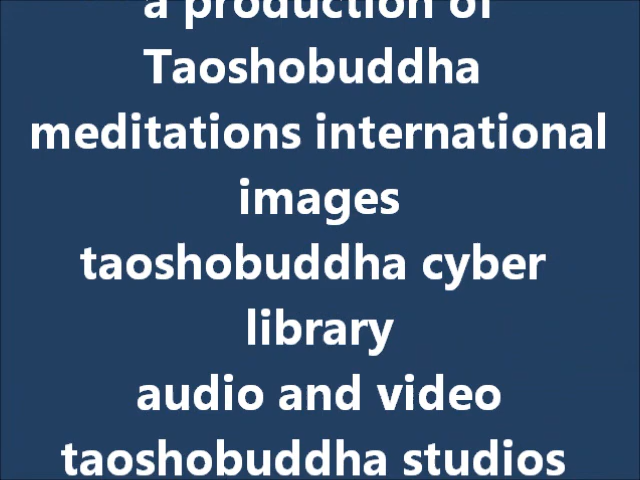 a production of
Taoshobuddha
meditations international
images
taoshobuddha cyber
library
audio and video
taoshobuddha studios